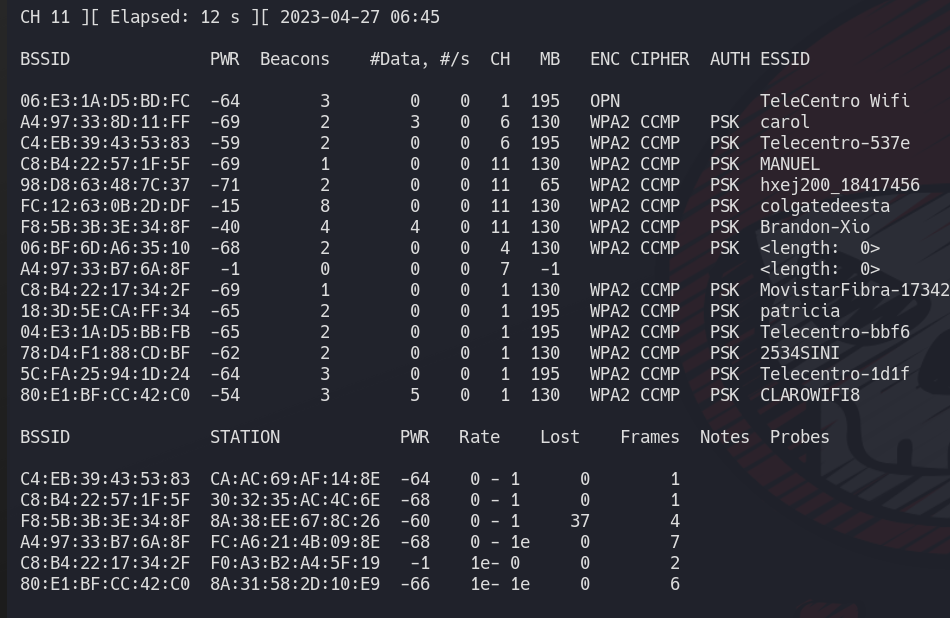 CH 11 ][ Elapsed: 12 s ][ 2023-04-27 06:45
BSSID PWR Beacons #Data, #/s CH MB ENC CIPHER AUTH ESSID
06:E3:1A:D5:BD:FC -64 3 0 0 1 195 OPN TeleCentro Wifi
A4:97:33:8D:11:FF -69 2 3 0 6 130 WPA2 CCMP PSK carol
C4:EB:39:43:53:83 -59 2 0 0 6 195 WPA2 CCMP PSK Telecentro-537e
C8:B4:22:57:1F:5F -69 1 0 0 11 130 WPA2 CCMP PSK MANUEL
98:D8:63:48:7C:37 -71 2 0 0 11 65 WPA2 CCMP PSK hxej200_18417456
FC:12:63:0B:2D:DF -15 8 0 0 11 130 WPA2 CCMP PSK colgatedeesta
F8:5B:3B:3E:34:8F -40 4 4 0 11 130 WPA2 CCMP PSK Brandon-Xio
06:BF:6D:A6:35:10 -68 2 0 0 4 130 WPA2 CCMP PSK <length: 0>
A4:97:33:B7:6A:8F -1 0 0 0 7 -1 <length: 0>
C8:B4:22:17:34:2F -69 1 0 0 1 130 WPA2 CCMP PSK MovistarFibra-17342
18:3D:5E:CA:FF:34 -65 2 0 0 1 195 WPA2 CCMP PSK patricia
04:E3:1A:D5:BB:FB -65 2 0 0 1 195 WPA2 CCMP PSK Telecentro-bbf6
78:D4:F1:88:CD:BF -62 2 0 0 1 130 WPA2 CCMP PSK 2534SINI
5C:FA:25:94:1D:24 -64 3 0 0 1 195 WPA2 CCMP PSK Telecentro-1d1f
80:E1:BF:CC:42:C0 -54 3 5 0 1 130 WPA2 CCMP PSK CLAROWIFI8
BSSID STATION PWR Rate Lost Frames Notes Probes
C4:EB:39:43:53:83 CA:AC:69:AF:14:8E -64 0 - 1 0 1
C8:B4:22:57:1F:5F 30:32:35:AC:4C:6E -68 0 - 1 0 1
F8:5B:3B:3E:34:8F 8A:38:EE:67:8C:26 -60 0 - 1 37 4
A4:97:33:B7:6A:8F FC:A6:21:4B:09:8E -68 0 - 1e 0 7
C8:B4:22:17:34:2F F0:A3:B2:A4:5F:19 -1 1e- 0 0 2
80:E1:BF:CC:42:C0 8A:31:58:2D:10:E9 -66 1e- 1e 0 6